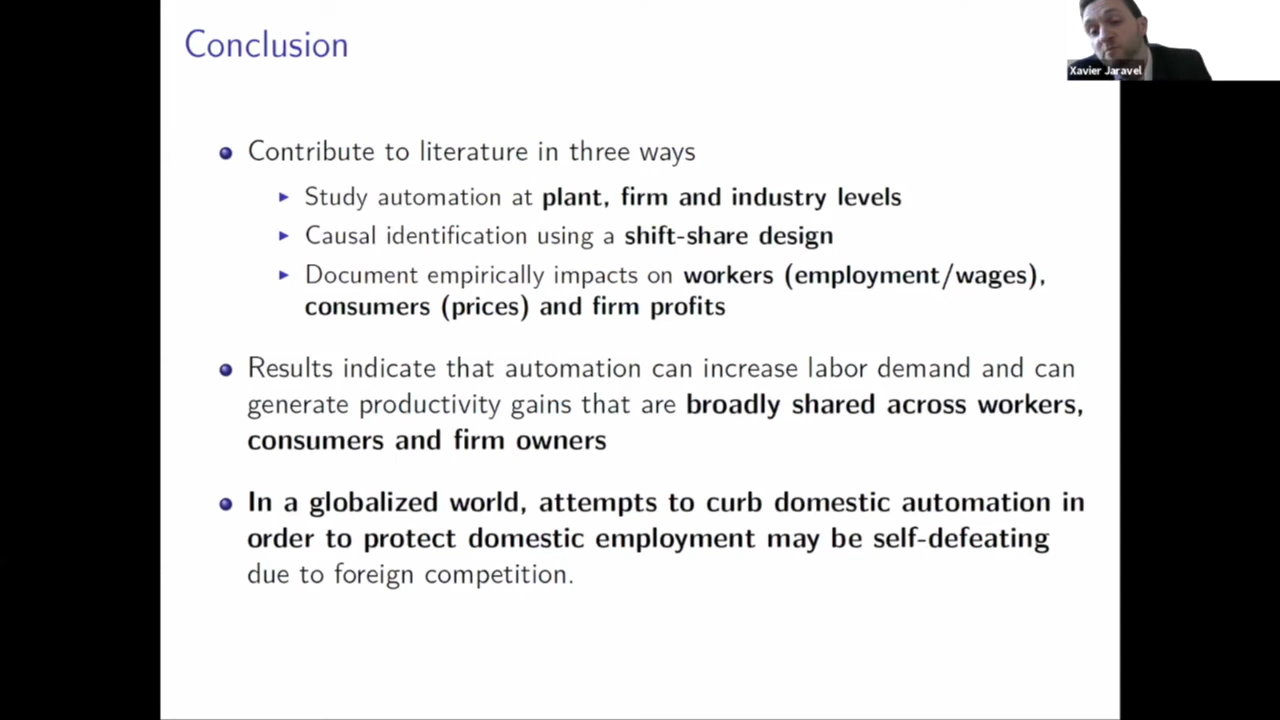 Conclusion
Xavier Jaravel
Contribute to literature in three ways
Study automation at plant, firm and industry levels
Causal identification using a shift-share design
Document empirically impacts on workers (employment/wages),
consumers (prices) and firm profits
Results indicate that automation can increase labor demand and can
generate productivity gains that are broadly shared across workers,
consumers and firm owners
In a globalized world, attempts to curb domestic automation in
order to protect domestic employment may be self-defeating
due to foreign competition.